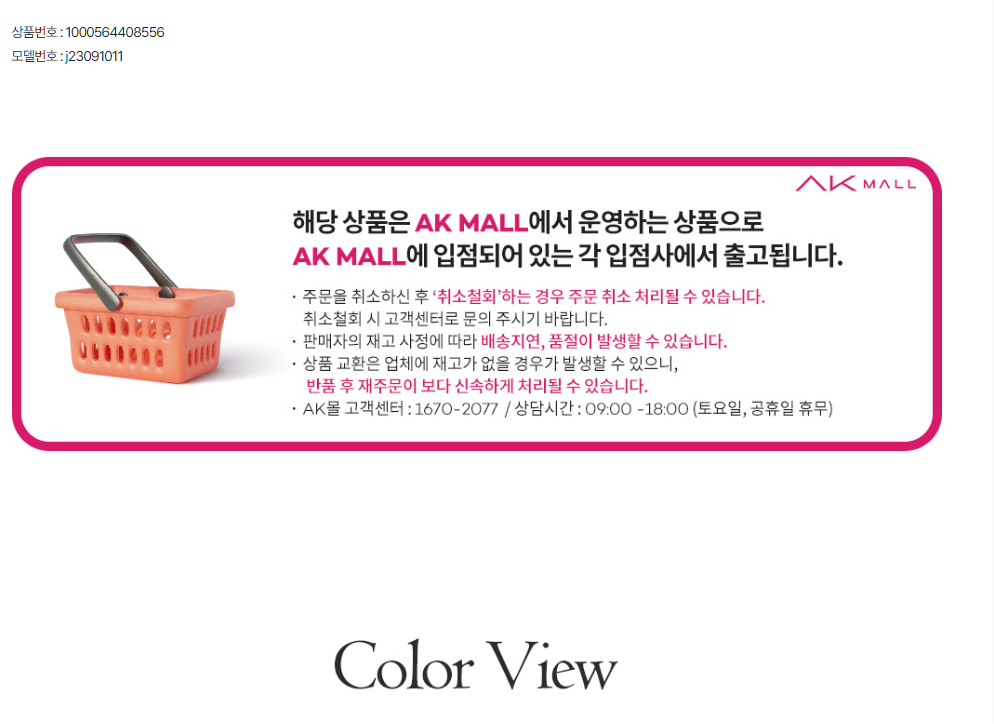 상품번호 : 1000564408556
모델번호 : j23091011
AK MALL
해당 상품은 AK MALL에서 운영하는 상품으로
AK MALL에 입점되어 있는 각 입점사에서 출고됩니다.
· 주문을 취소하신 후 ‘취소철회’하는 경우 주문 취소 처리될 수 있습니다.
취소철회 시 고객센터로 문의 주시기 바랍니다.
· 판매자의 재고 사정에 따라 배송지연, 품절이 발생할 수 있습니다.
· 상품 교환은 업체에 재고가 없을 경우가 발생할 수 있으니,
반품 후 재주문이 보다 신속하게 처리될 수 있습니다.
· AK몰 고객센터 : 1670-2077 / 상담시간 : 09:00 -18:00 (토요일, 공휴일 휴무)
Color View